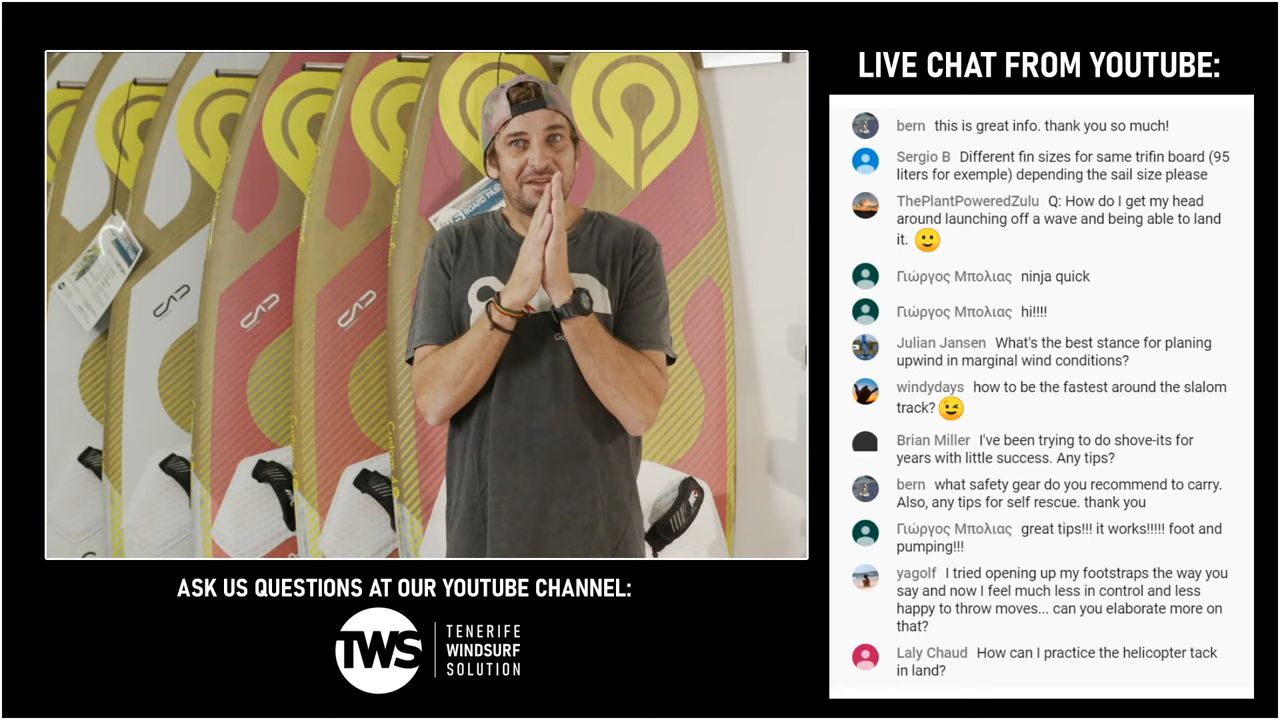 LIVE CHAT FROM YOUTUBE:
bern this is great info. thank you so much!
Sergio B Different fin sizes for same trifin board (95
liters for exemple) depending the sail size please
ThePlantPoweredZulu Q: How do I get my head
around launching off a wave and being able to land
it. 🙂
Γιώργος Μπολιας ninja quick
Γιώργος Μπολιας hi!!!!
Julian Jansen What's the best stance for planing
upwind in marginal wind conditions?
windydays how to be the fastest around the slalom
track? 😉
Brian Miller I've been trying to do shove-its for
years with little success. Any tips?
bern what safety gear do you recommend to carry.
Also, any tips for self rescue. thank you
Γιώργος Μπολιας great tips!!! it works!!!!! foot and
pumping!!!
yagolf I tried opening up my footstraps the way you
say and now I feel much less in control and less
happy to throw moves... can you elaborate more on
that?
Laly Chaud How can I practice the helicopter tack
in land?
BOARD
ASK US QUESTIONS AT OUR YOUTUBE CHANNEL:
TWS
TENERIFE
WINDSURF
SOLUTION